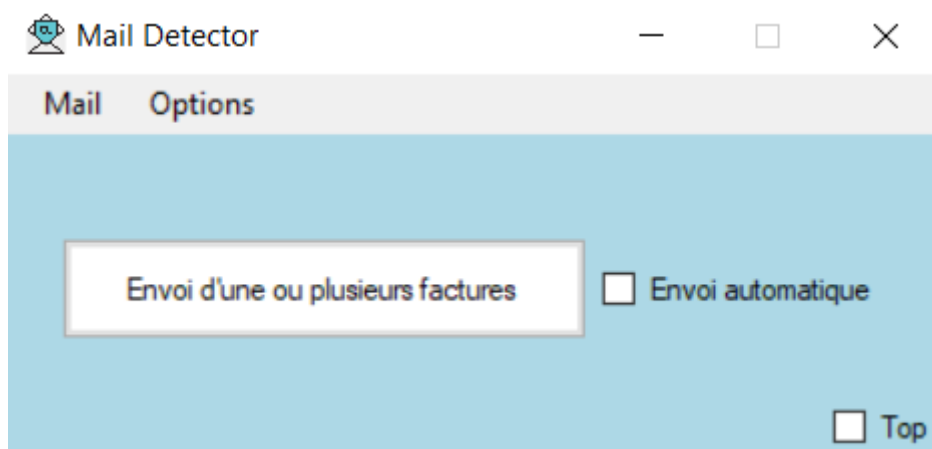 Mail Detector
Mail Options
Envoi d'une ou plusieurs factures Envoi automatique
Top